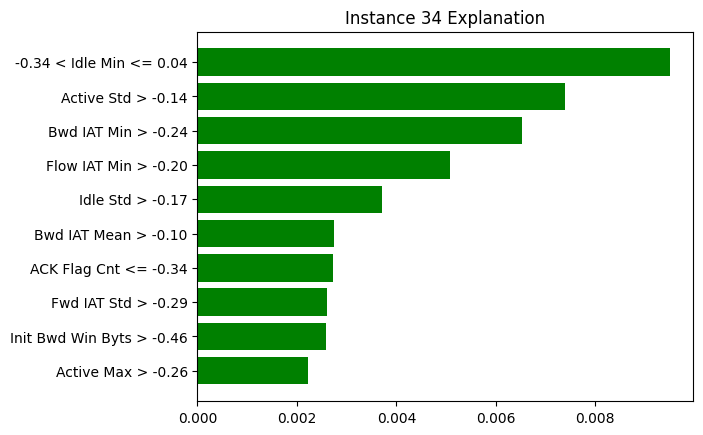 Instance 34 Explanation
-0.34 < Idle Min <= 0.04
Active Std > -0.14
Bwd IAT Min > -0.24
Flow IAT Min > -0.20
Idle Std > -0.17
Bwd IAT Mean > -0.10
ACK Flag Cnt <= -0.34
Fwd IAT Std > -0.29
Init Bwd Win Byts > -0.46
Active Max > -0.26
0.000 0.002 0.004 0.006 0.008